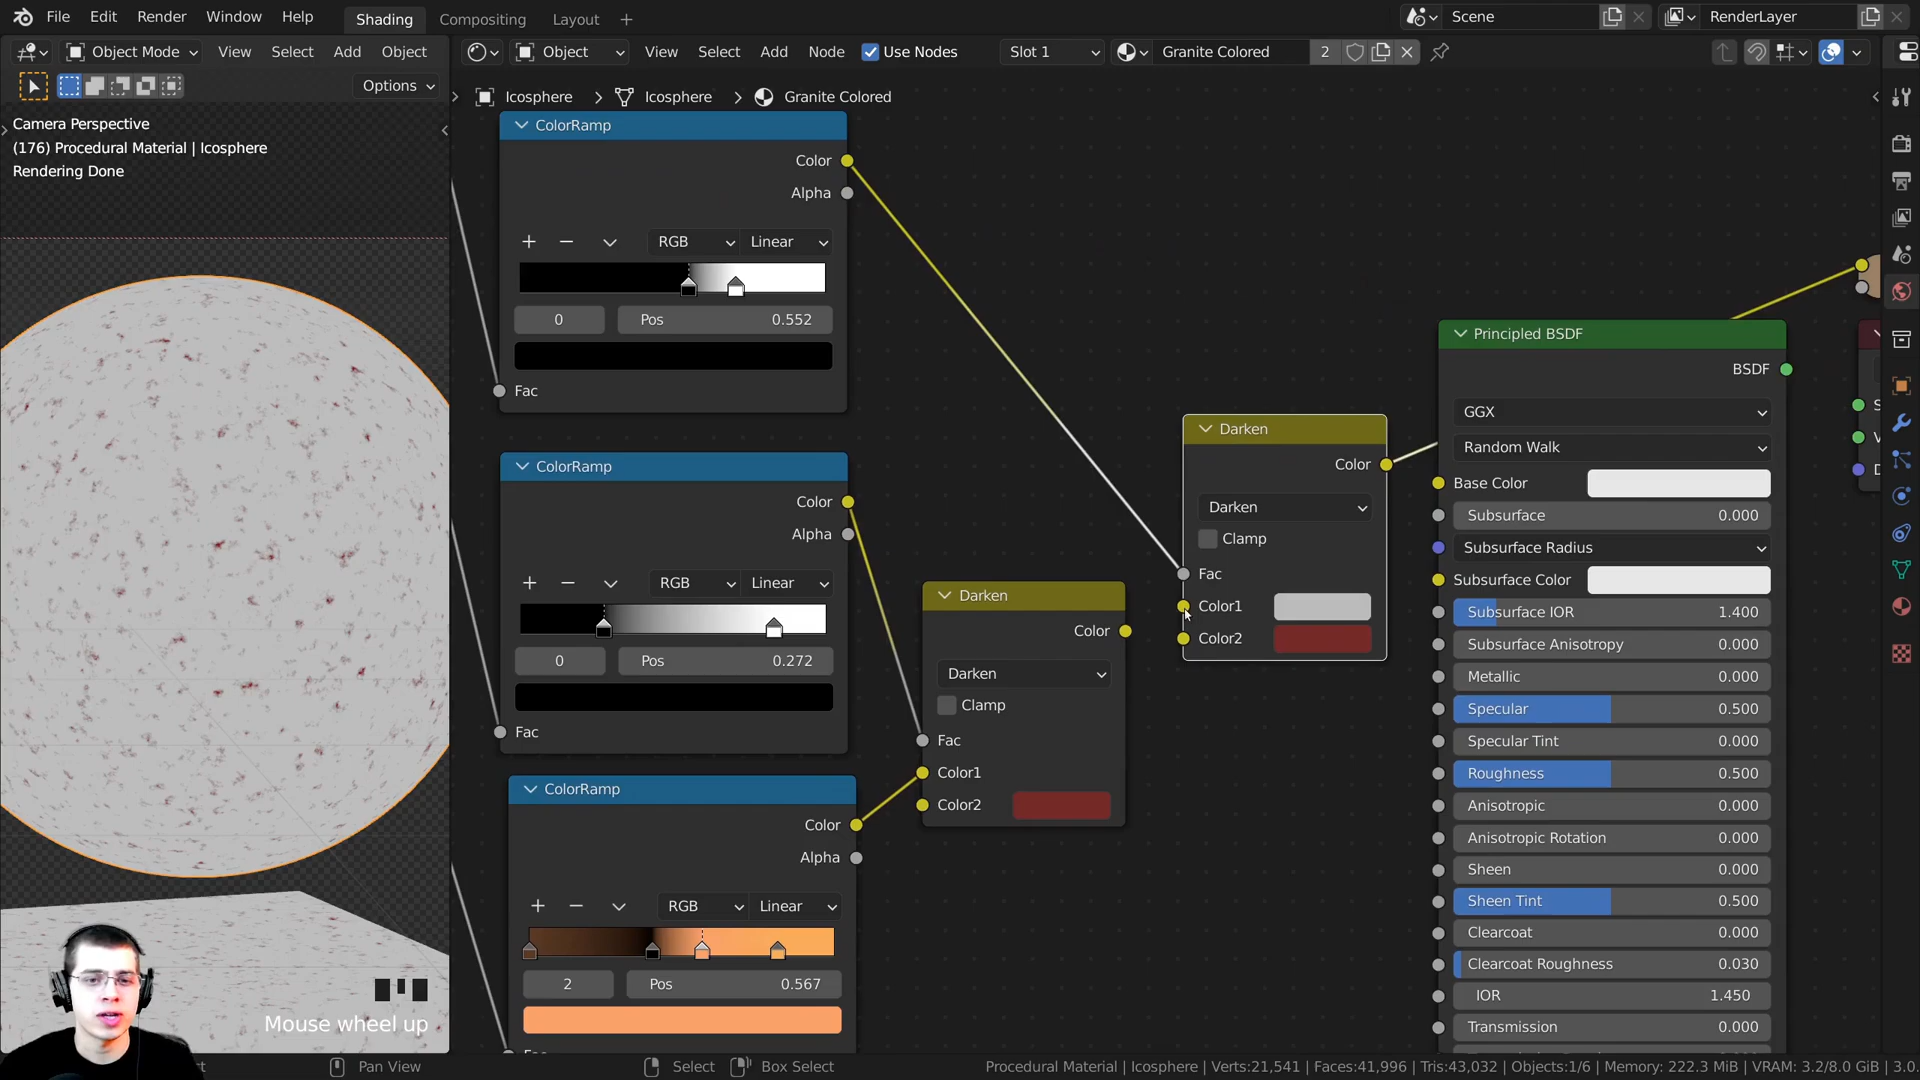 File Edit Render Window Help Shading Compositing Layout + Scene RenderLayer
Object Mode View Select Add Object Object View Select Add Node Use Nodes Slot 1 Granite Colored 2
Options
Icosphere > Icosphere > Granite Colored
Camera Perspective
(176) Procedural Material | Icosphere
Rendering Done
ColorRamp
Color
Alpha
RGB Linear
0 Pos 0.552
Fac
ColorRamp
Color
Alpha
RGB Linear
0 Pos 0.272
Fac
ColorRamp
Color
Alpha
RGB Linear
2 Pos 0.567
Darken
Color
Darken
Clamp
Fac
Color1
Color2
Darken
Color
Darken
Clamp
Fac
Color1
Color2
Principled BSDF
BSDF
GGX
Random Walk
Base Color
Subsurface 0.000
Subsurface Radius
Subsurface Color
Subsurface IOR 1.400
Subsurface Anisotropy 0.000
Metallic 0.000
Specular 0.500
Specular Tint 0.000
Roughness 0.500
Anisotropic 0.000
Anisotropic Rotation 0.000
Sheen 0.000
Sheen Tint 0.500
Clearcoat 0.000
Clearcoat Roughness 0.030
IOR 1.450
Transmission 0.000
Mouse wheel up
Pan View Select Box Select Procedural Material | Icosphere | Verts:21,541 | Faces:41,996 | Tris:43,032 | Objects:1/6 | Memory: 222.3 MiB | VRAM: 3.2/8.0 GiB | 3.0